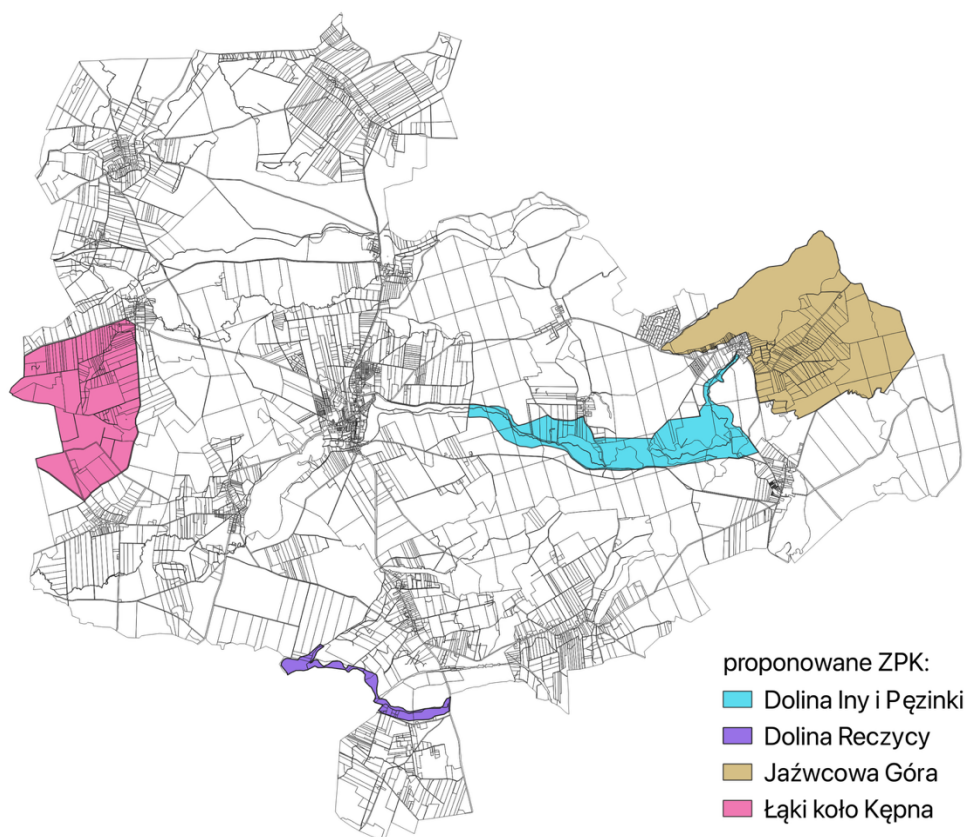 proponowane ZPK:
Dolina Iny i Pęzinki
Dolina Reczycy
Jaźwcowa Góra
Łąki koło Kępna